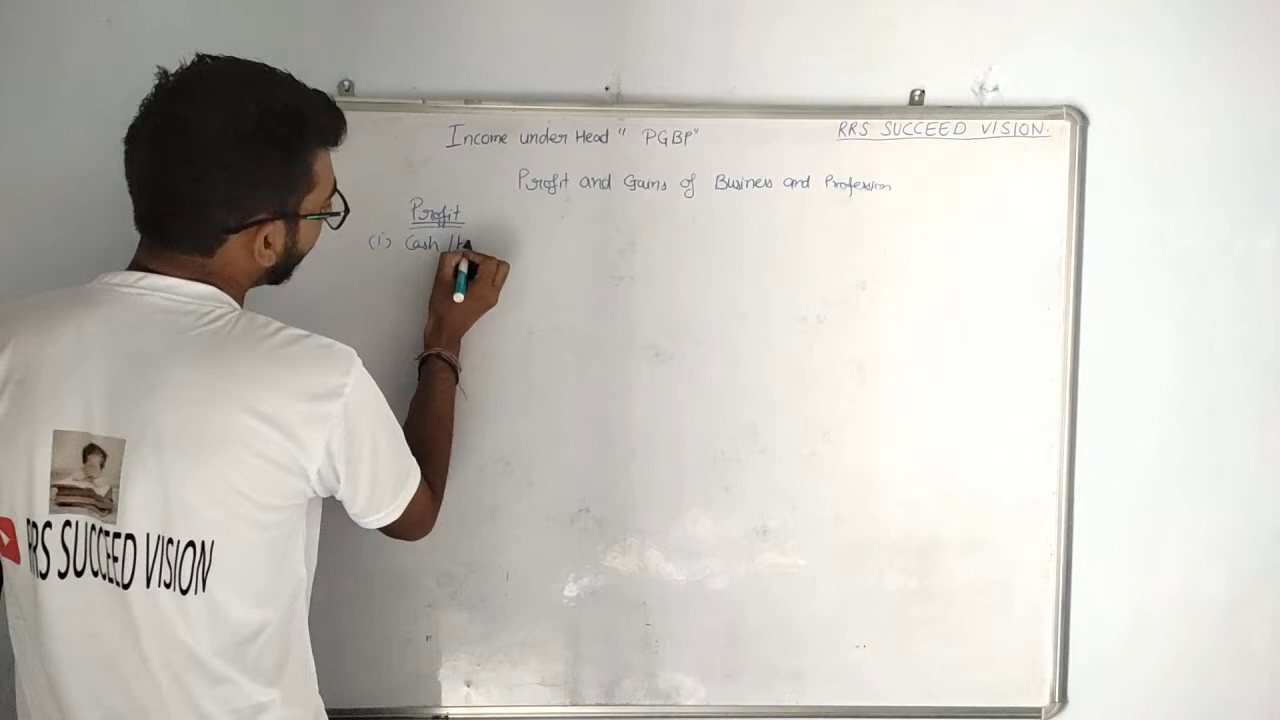 Income under Head " PGBP"
RRS SUCCEED VISION.
Profit and Gains of Business and Profession
Profit
(i) Cash /
RRS SUCCEED VISION